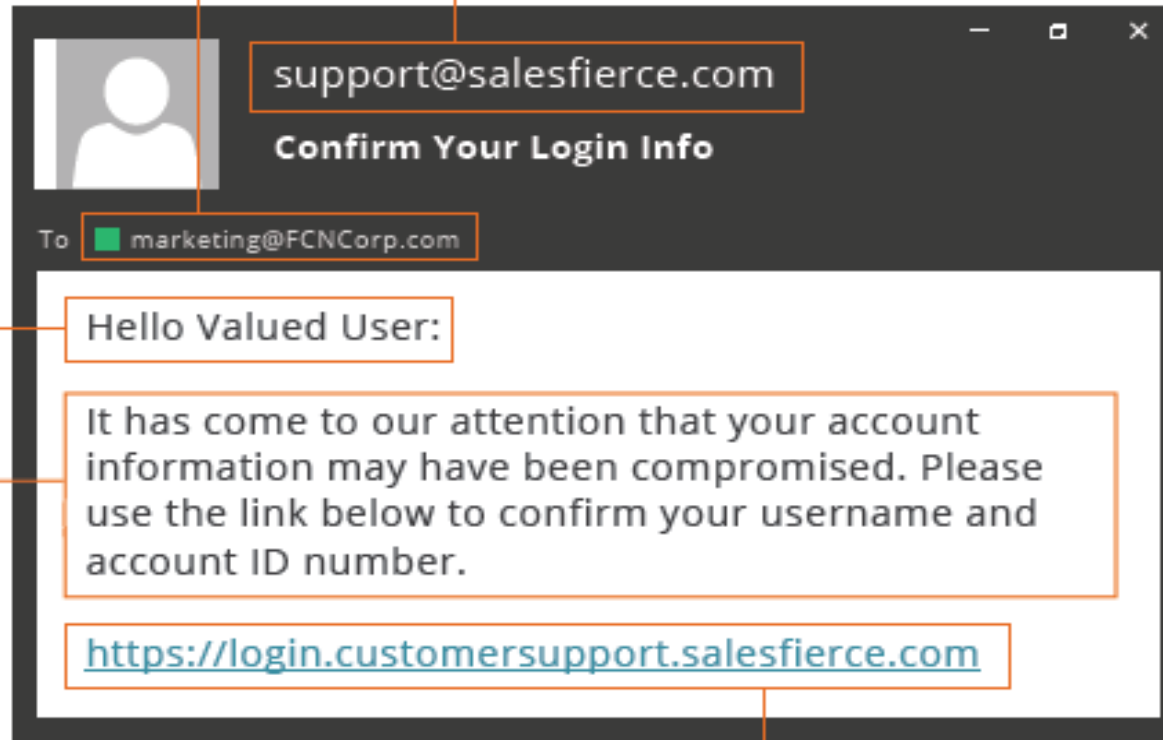 support@salesfierce.com
Confirm Your Login Info
To marketing@FCNCorp.com
Hello Valued User:
It has come to our attention that your account
information may have been compromised. Please
use the link below to confirm your username and
account ID number.
https://login.customersupport.salesfierce.com